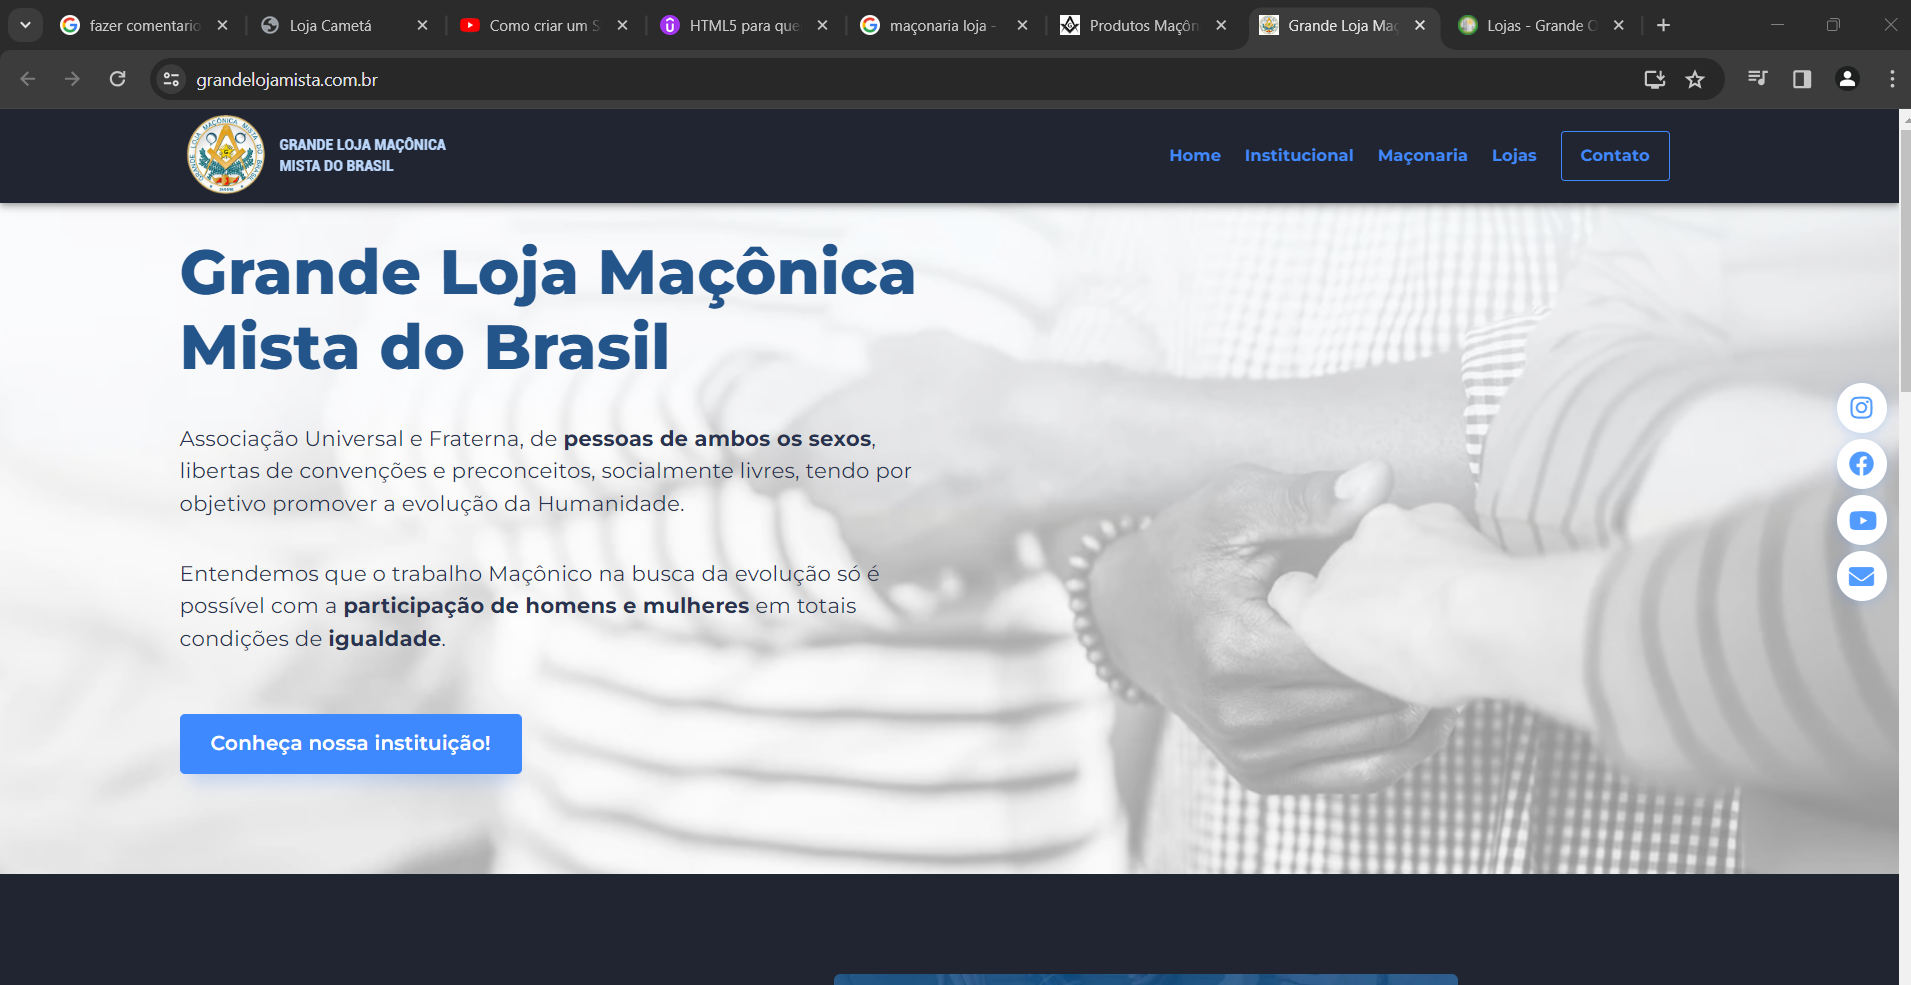 fazer comentario
Loja Cametá
Como criar um S
HTML5 para que
maçonaria loja -
Produtos Maçôn
Grande Loja Maç
Lojas - Grande O
grandelojamista.com.br
GRANDE LOJA MAÇÔNICA
MISTA DO BRASIL
Home
Institucional
Maçonaria
Lojas
Contato
Grande Loja Maçônica
Mista do Brasil
Associação Universal e Fraterna, de pessoas de ambos os sexos,
libertas de convenções e preconceitos, socialmente livres, tendo por
objetivo promover a evolução da Humanidade.
Entendemos que o trabalho Maçônico na busca da evolução só é
possível com a participação de homens e mulheres em totais
condições de igualdade.
Conheça nossa instituição!